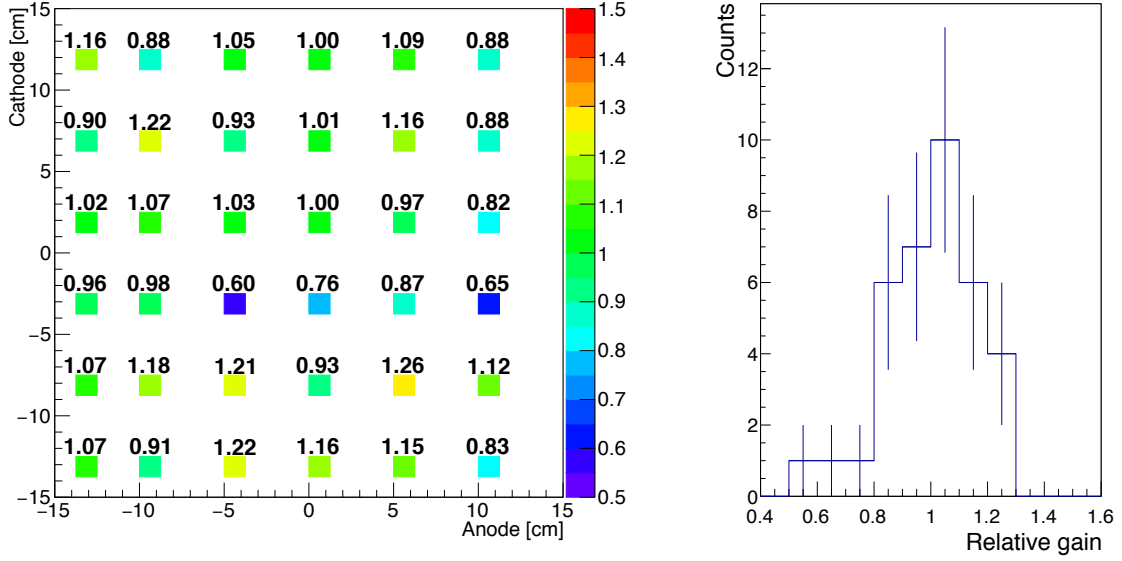 Cathode [cm]
15
10
5
0
−5
−10
−15
1.16 0.88 1.05 1.00 1.09 0.88
0.90 1.22 0.93 1.01 1.16 0.88
1.02 1.07 1.03 1.00 0.97 0.82
0.96 0.98 0.60 0.76 0.87 0.65
1.07 1.18 1.21 0.93 1.26 1.12
1.07 0.91 1.22 1.16 1.15 0.83
−15 −10 −5 0 5 10 15
Anode [cm]
1.5
1.4
1.3
1.2
1.1
1
0.9
0.8
0.7
0.6
0.5
Counts
12
10
8
6
4
2
0
0.4 0.6 0.8 1 1.2 1.4 1.6
Relative gain